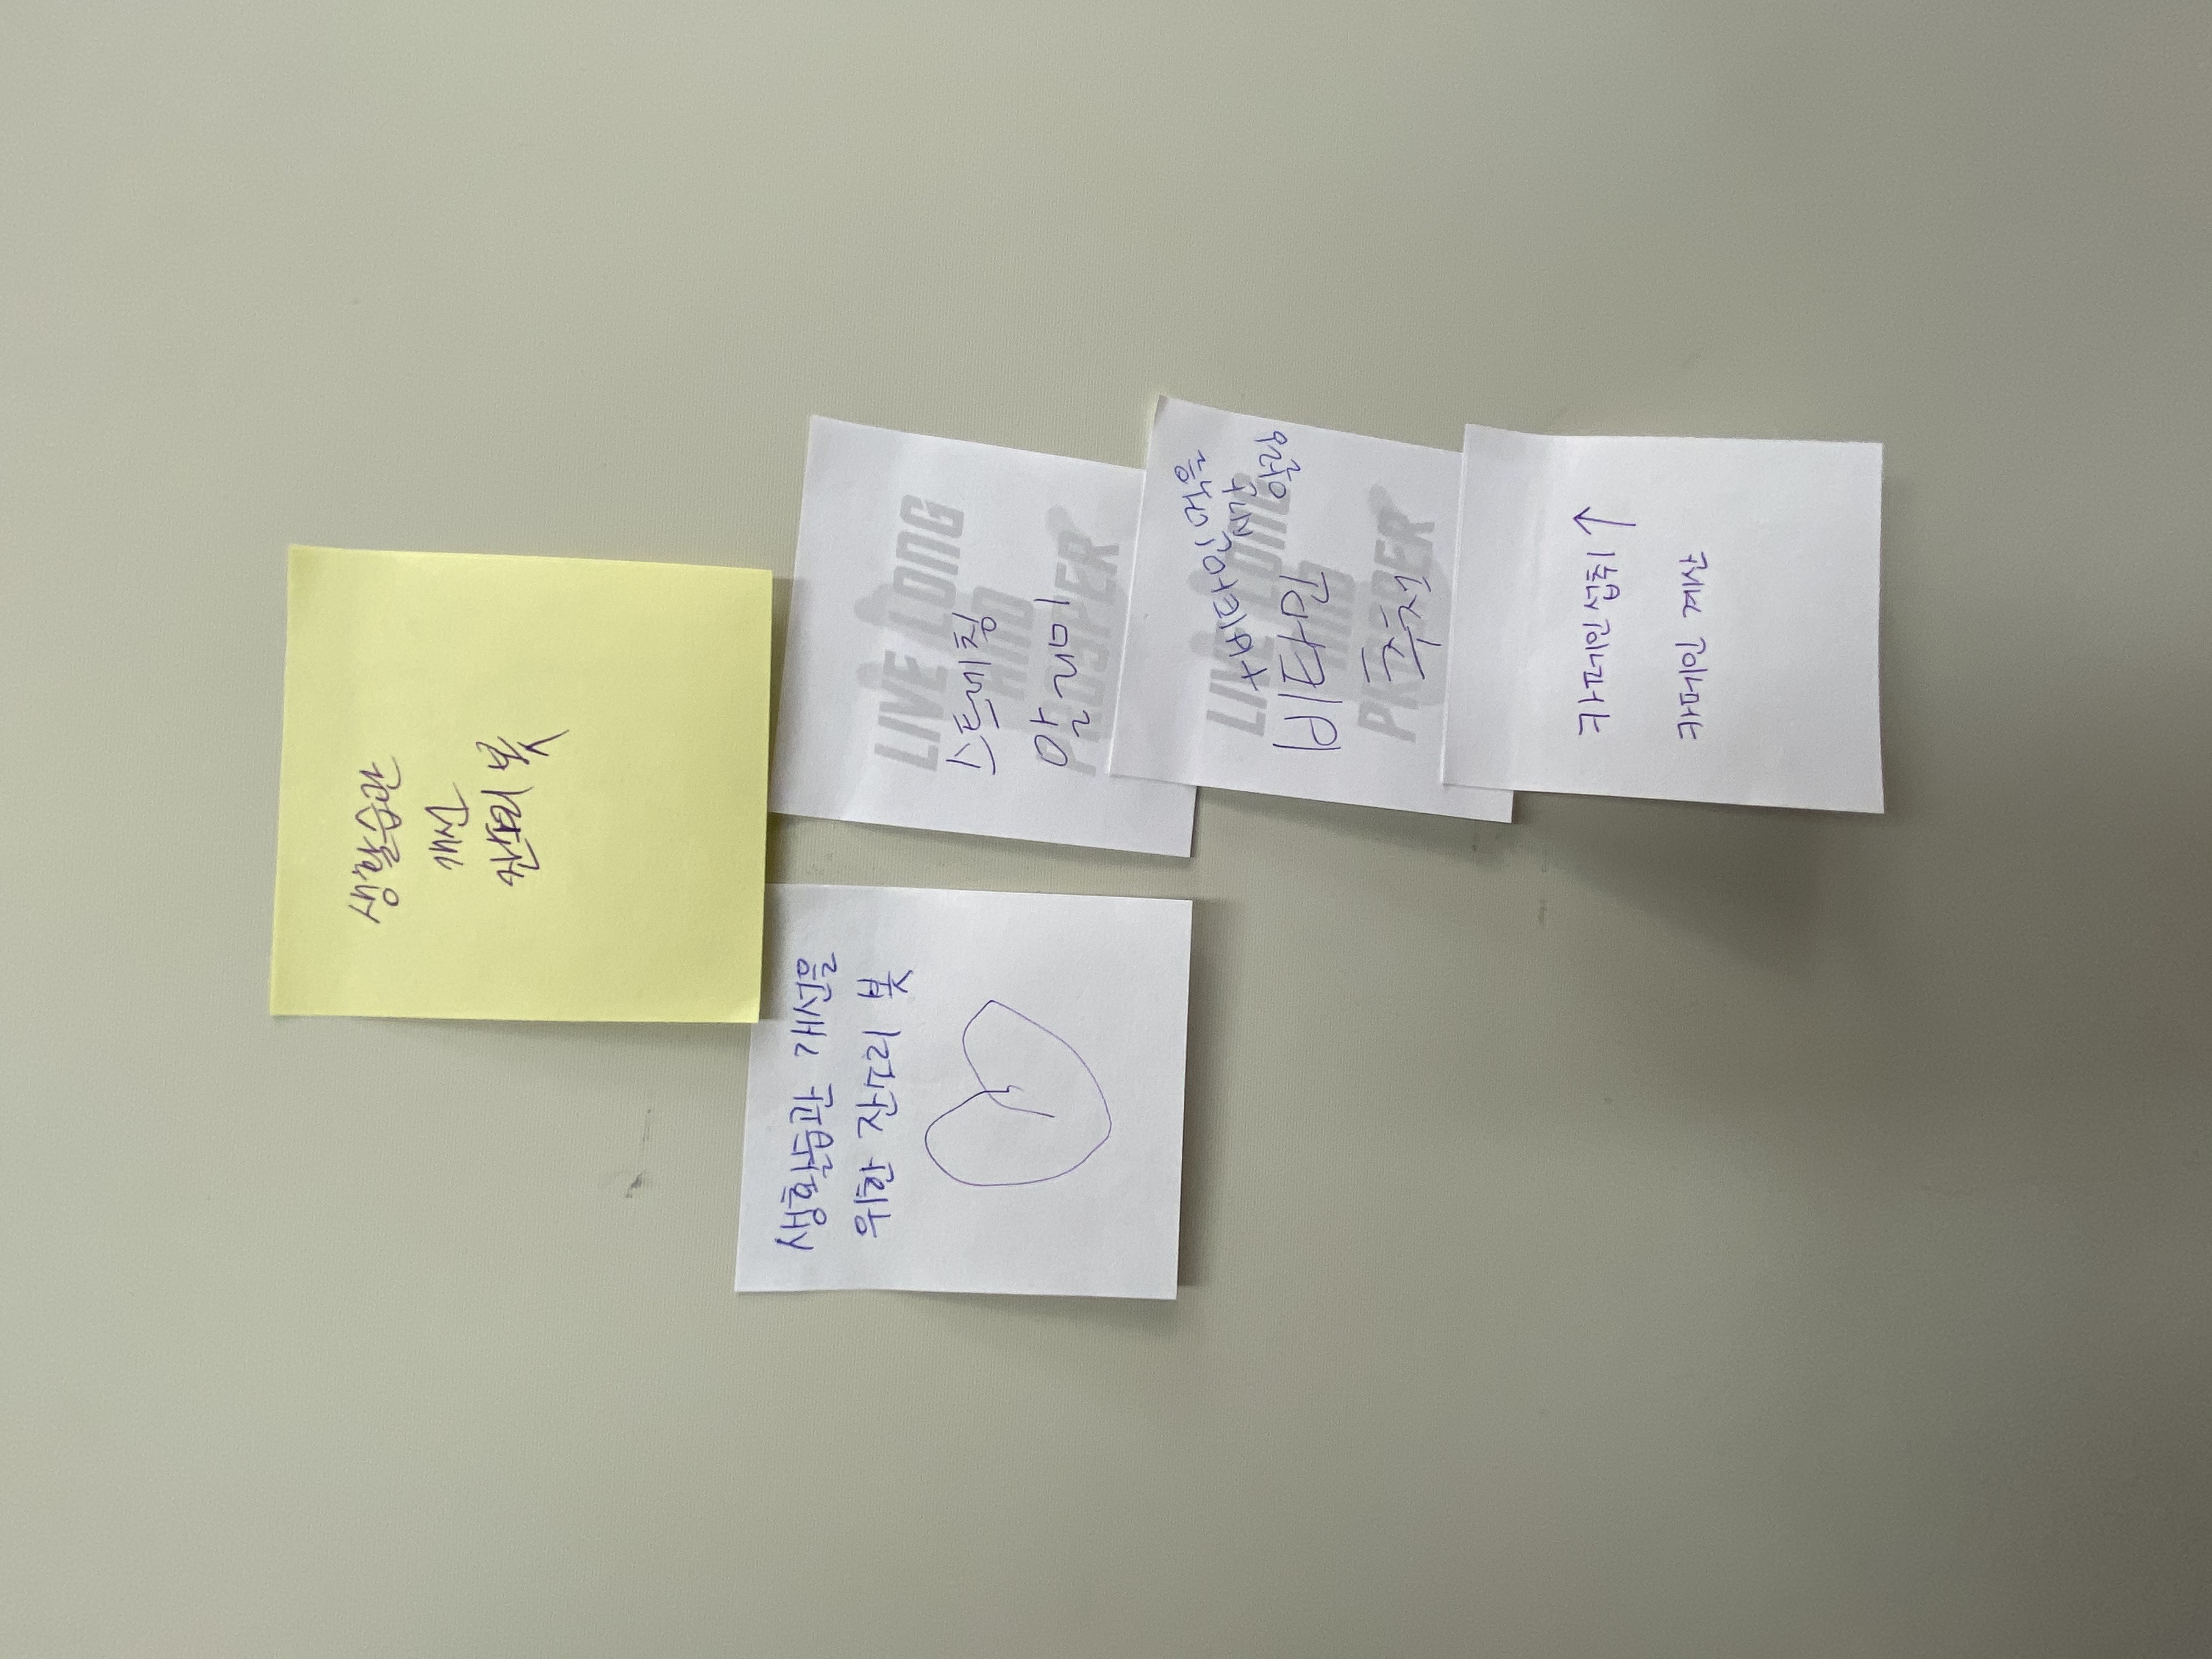 생활습관
개선
잔소리 봇
생활습관 개선을
위한 잔소리 봇
LIVE LONG
스트레칭
AND
알리미
PROSPER
+비타민 먹을
시간
알람
LIVE LONG
비타민
AND
추천
PROSPER
카페인 섭취 ↑
카페인 계산